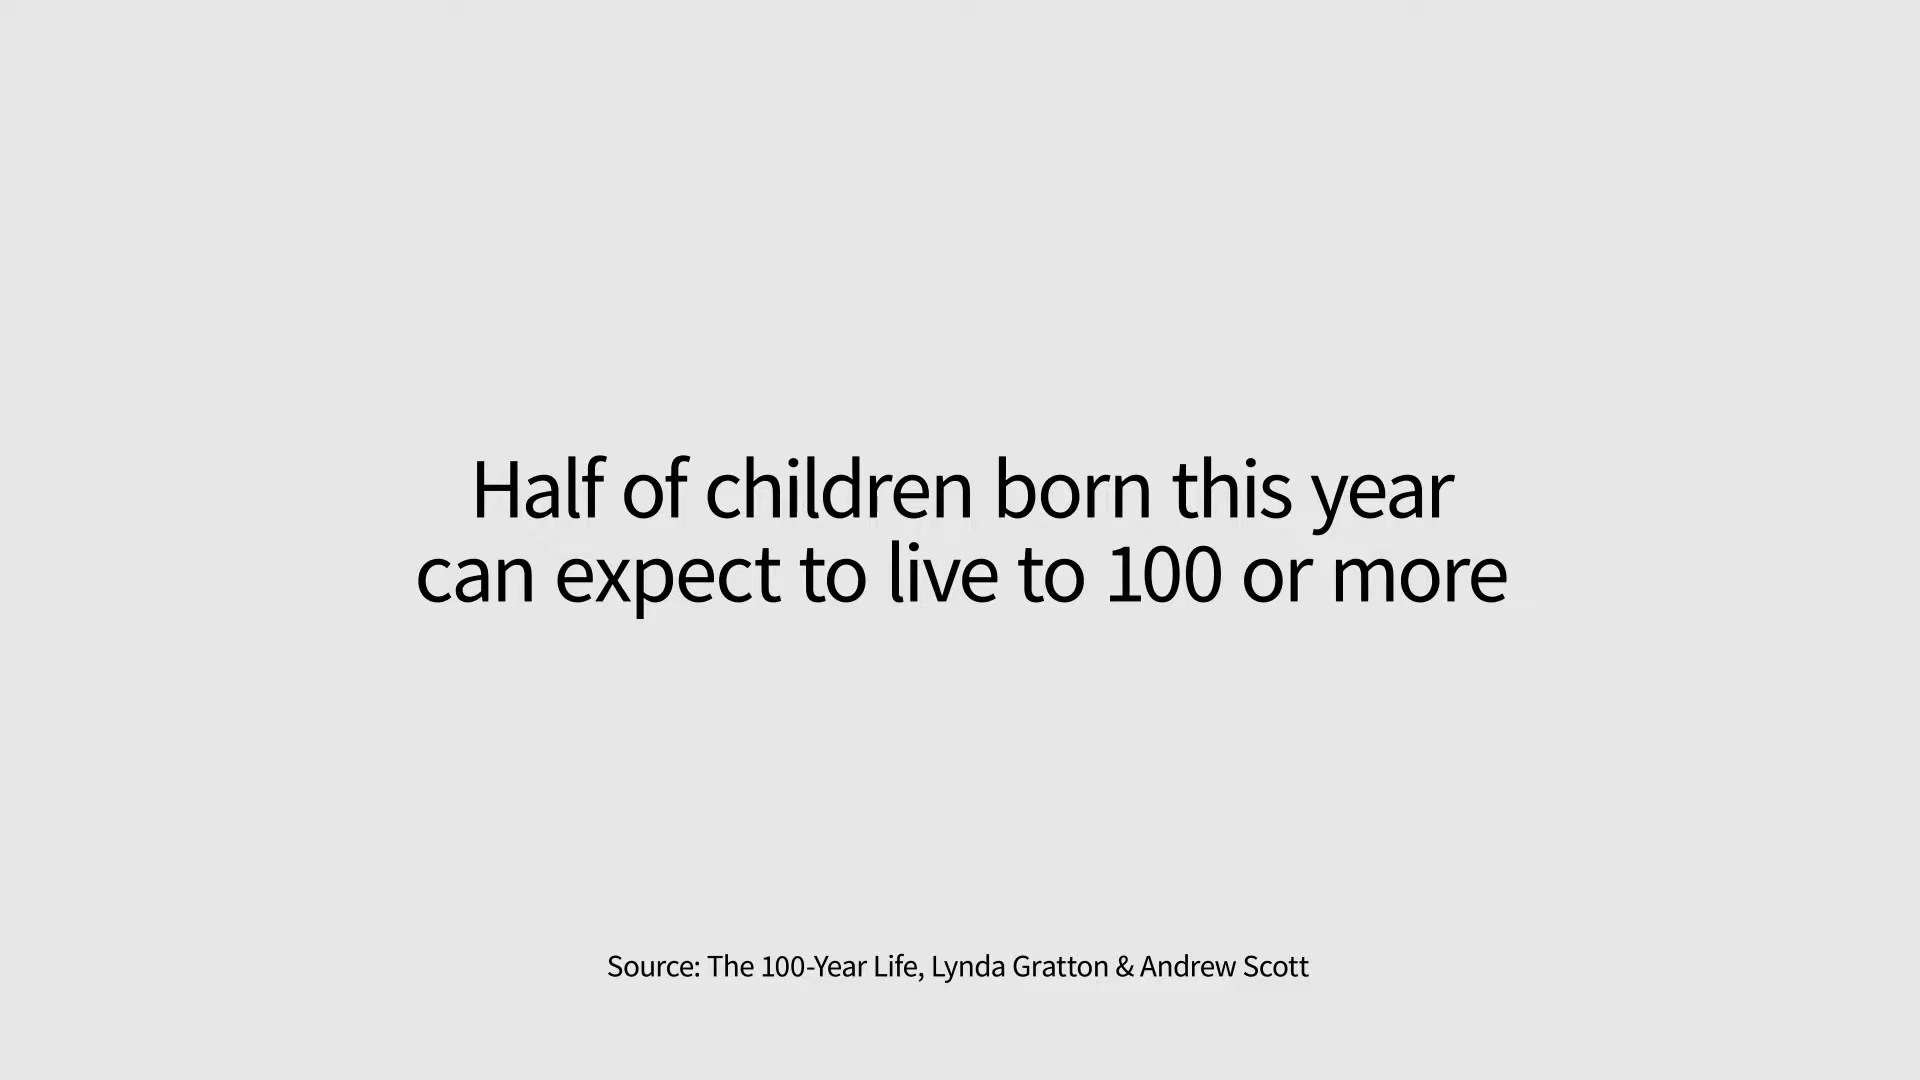 Half of children born this year
can expect to live to 100 or more
Source: The 100-Year Life, Lynda Gratton & Andrew Scott